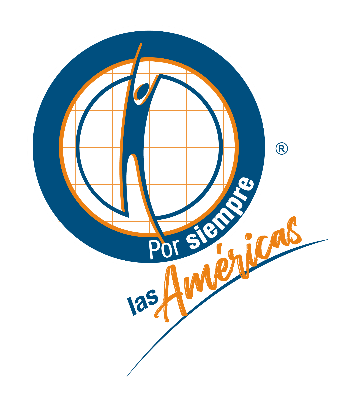 ®
Por siempre
las Américas